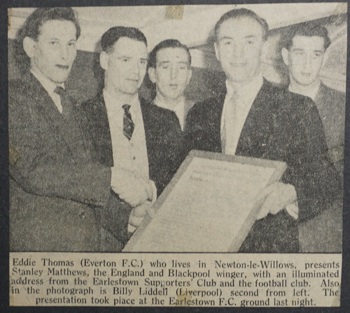 Eddie Thomas (Everton F.C.) who lives in Newton-le-Willows, presents
Stanley Matthews, the England and Blackpool winger, with an illuminated
address from the Earlestown Supporters' Club and the football club. Also
in the photograph is Billy Liddell (Liverpool) second from left. The
presentation took place at the Earlestown F.C. ground last night.